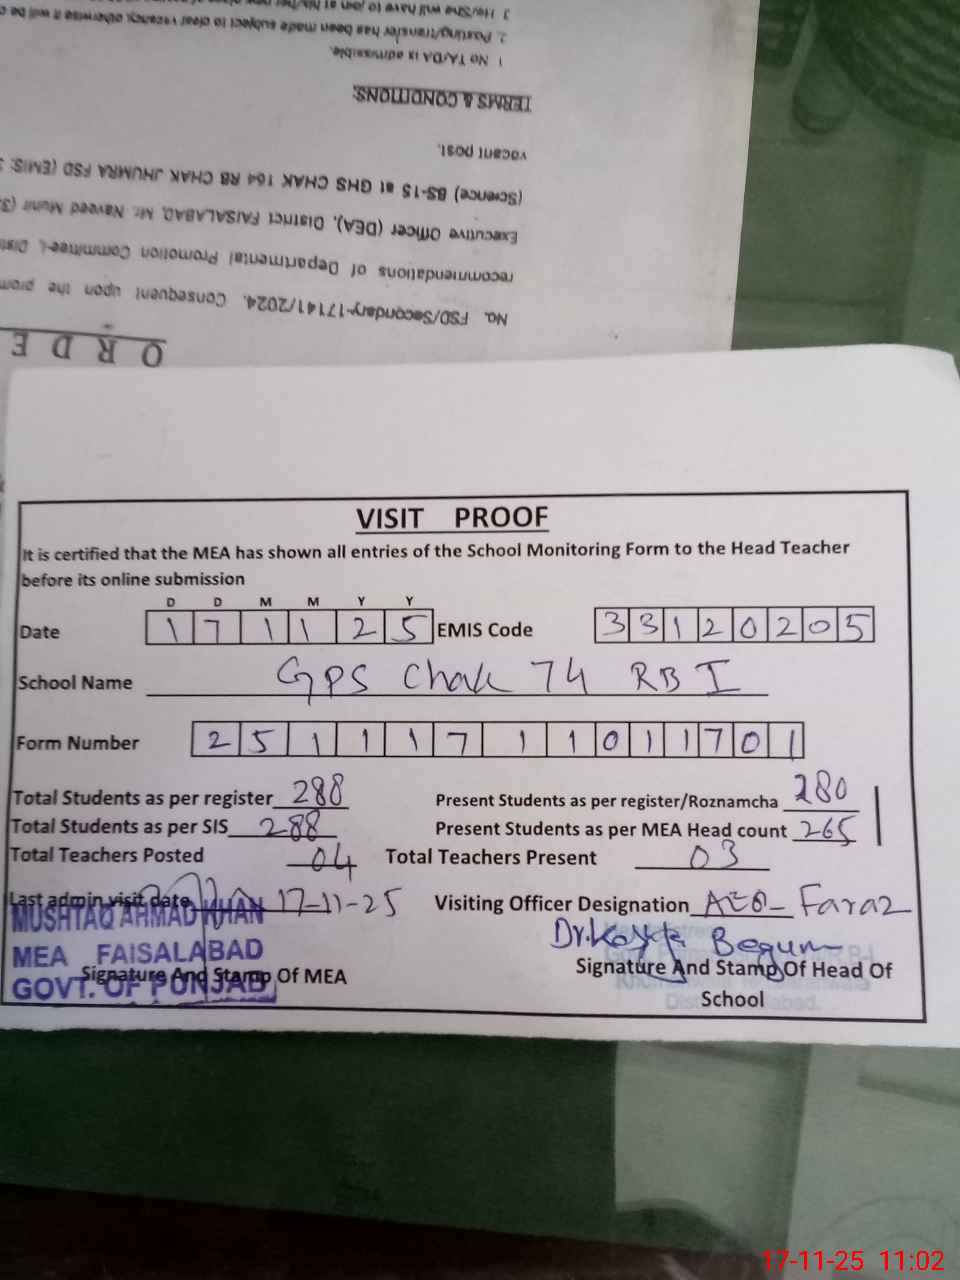 3 He/She will have to join at his/her new place of
2. Posting/transfer has been made subject to clear vacancy, otherwise it will be
1 No TA/DA is admissible.
TERMS & CONDITIONS:
vacant post.
(Science) BS-15 at GHS CHAK 164 RB CHAK JHUMRA FSD (EMIS:
Executive Officer (DEA), District FAISALABAD, Mr. Naveed Munir
recommendations of Departmental Promotion Committee-I,
No. FSD/Secondary-17141/2024. Consequent upon the
O R D E
VISIT PROOF
It is certified that the MEA has shown all entries of the School Monitoring Form to the Head Teacher
before its online submission
D D M M Y Y
Date 1 7 1 1 2 5 EMIS Code 3 3 1 2 0 2 0 5
School Name GPS Chak 74 RB I
Form Number 2 5 1 1 1 7 1 1 0 1 1 7 0 1
Total Students as per register 288 Present Students as per register/Roznamcha 280
Total Students as per SIS 288 Present Students as per MEA Head count 265
Total Teachers Posted 04 Total Teachers Present 03
Last admin visit date 17-11-25 Visiting Officer Designation AEO- Faraz
MUSHTAQ AHMAD KHAN
MEA FAISALABAD
GOVT. OF PUNJAB
Signature And Stamp Of MEA
Dr. Begum
Signature And Stamp Of Head Of
School
17-11-25 11:02